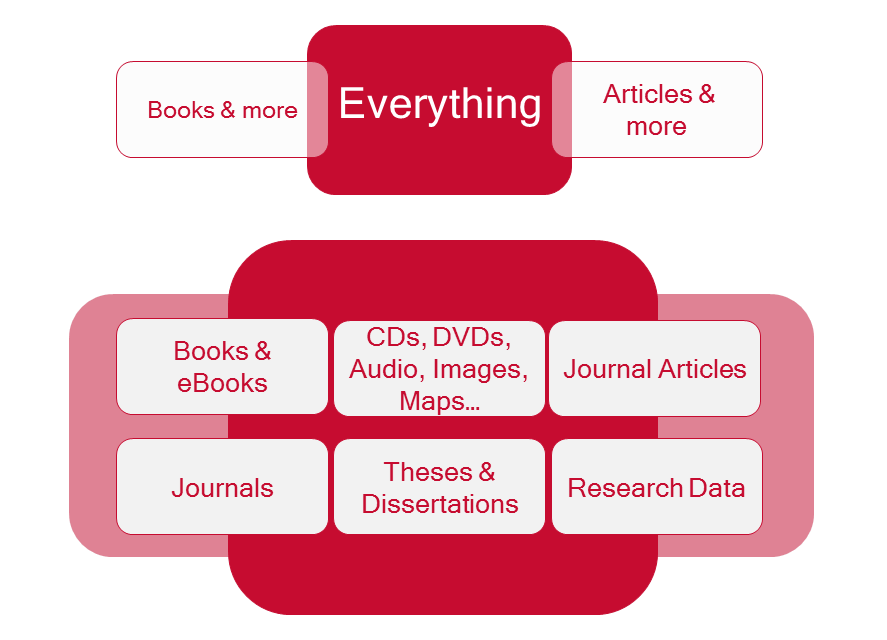 Books & more
Everything
Articles &
more
Books &
eBooks
CDs, DVDs,
Audio, Images,
Maps...
Journal Articles
Journals
Theses &
Dissertations
Research Data